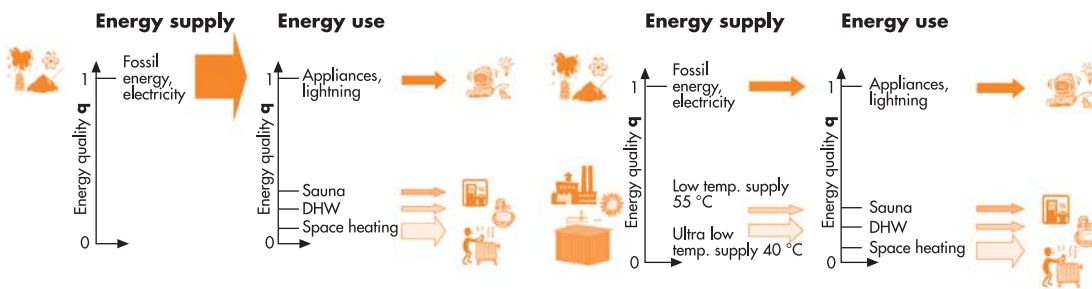 Energy supply
Energy use
1
Fossil
energy,
electricity
Energy quality q
0
1
Appliances,
lightning
Energy quality q
Sauna
DHW
Space heating
0
Energy supply
Energy use
1
Fossil
energy,
electricity
Energy quality q
Low temp. supply
55 °C
Ultra low
temp. supply 40 °C
0
1
Appliances,
lightning
Energy quality q
Sauna
DHW
Space heating
0